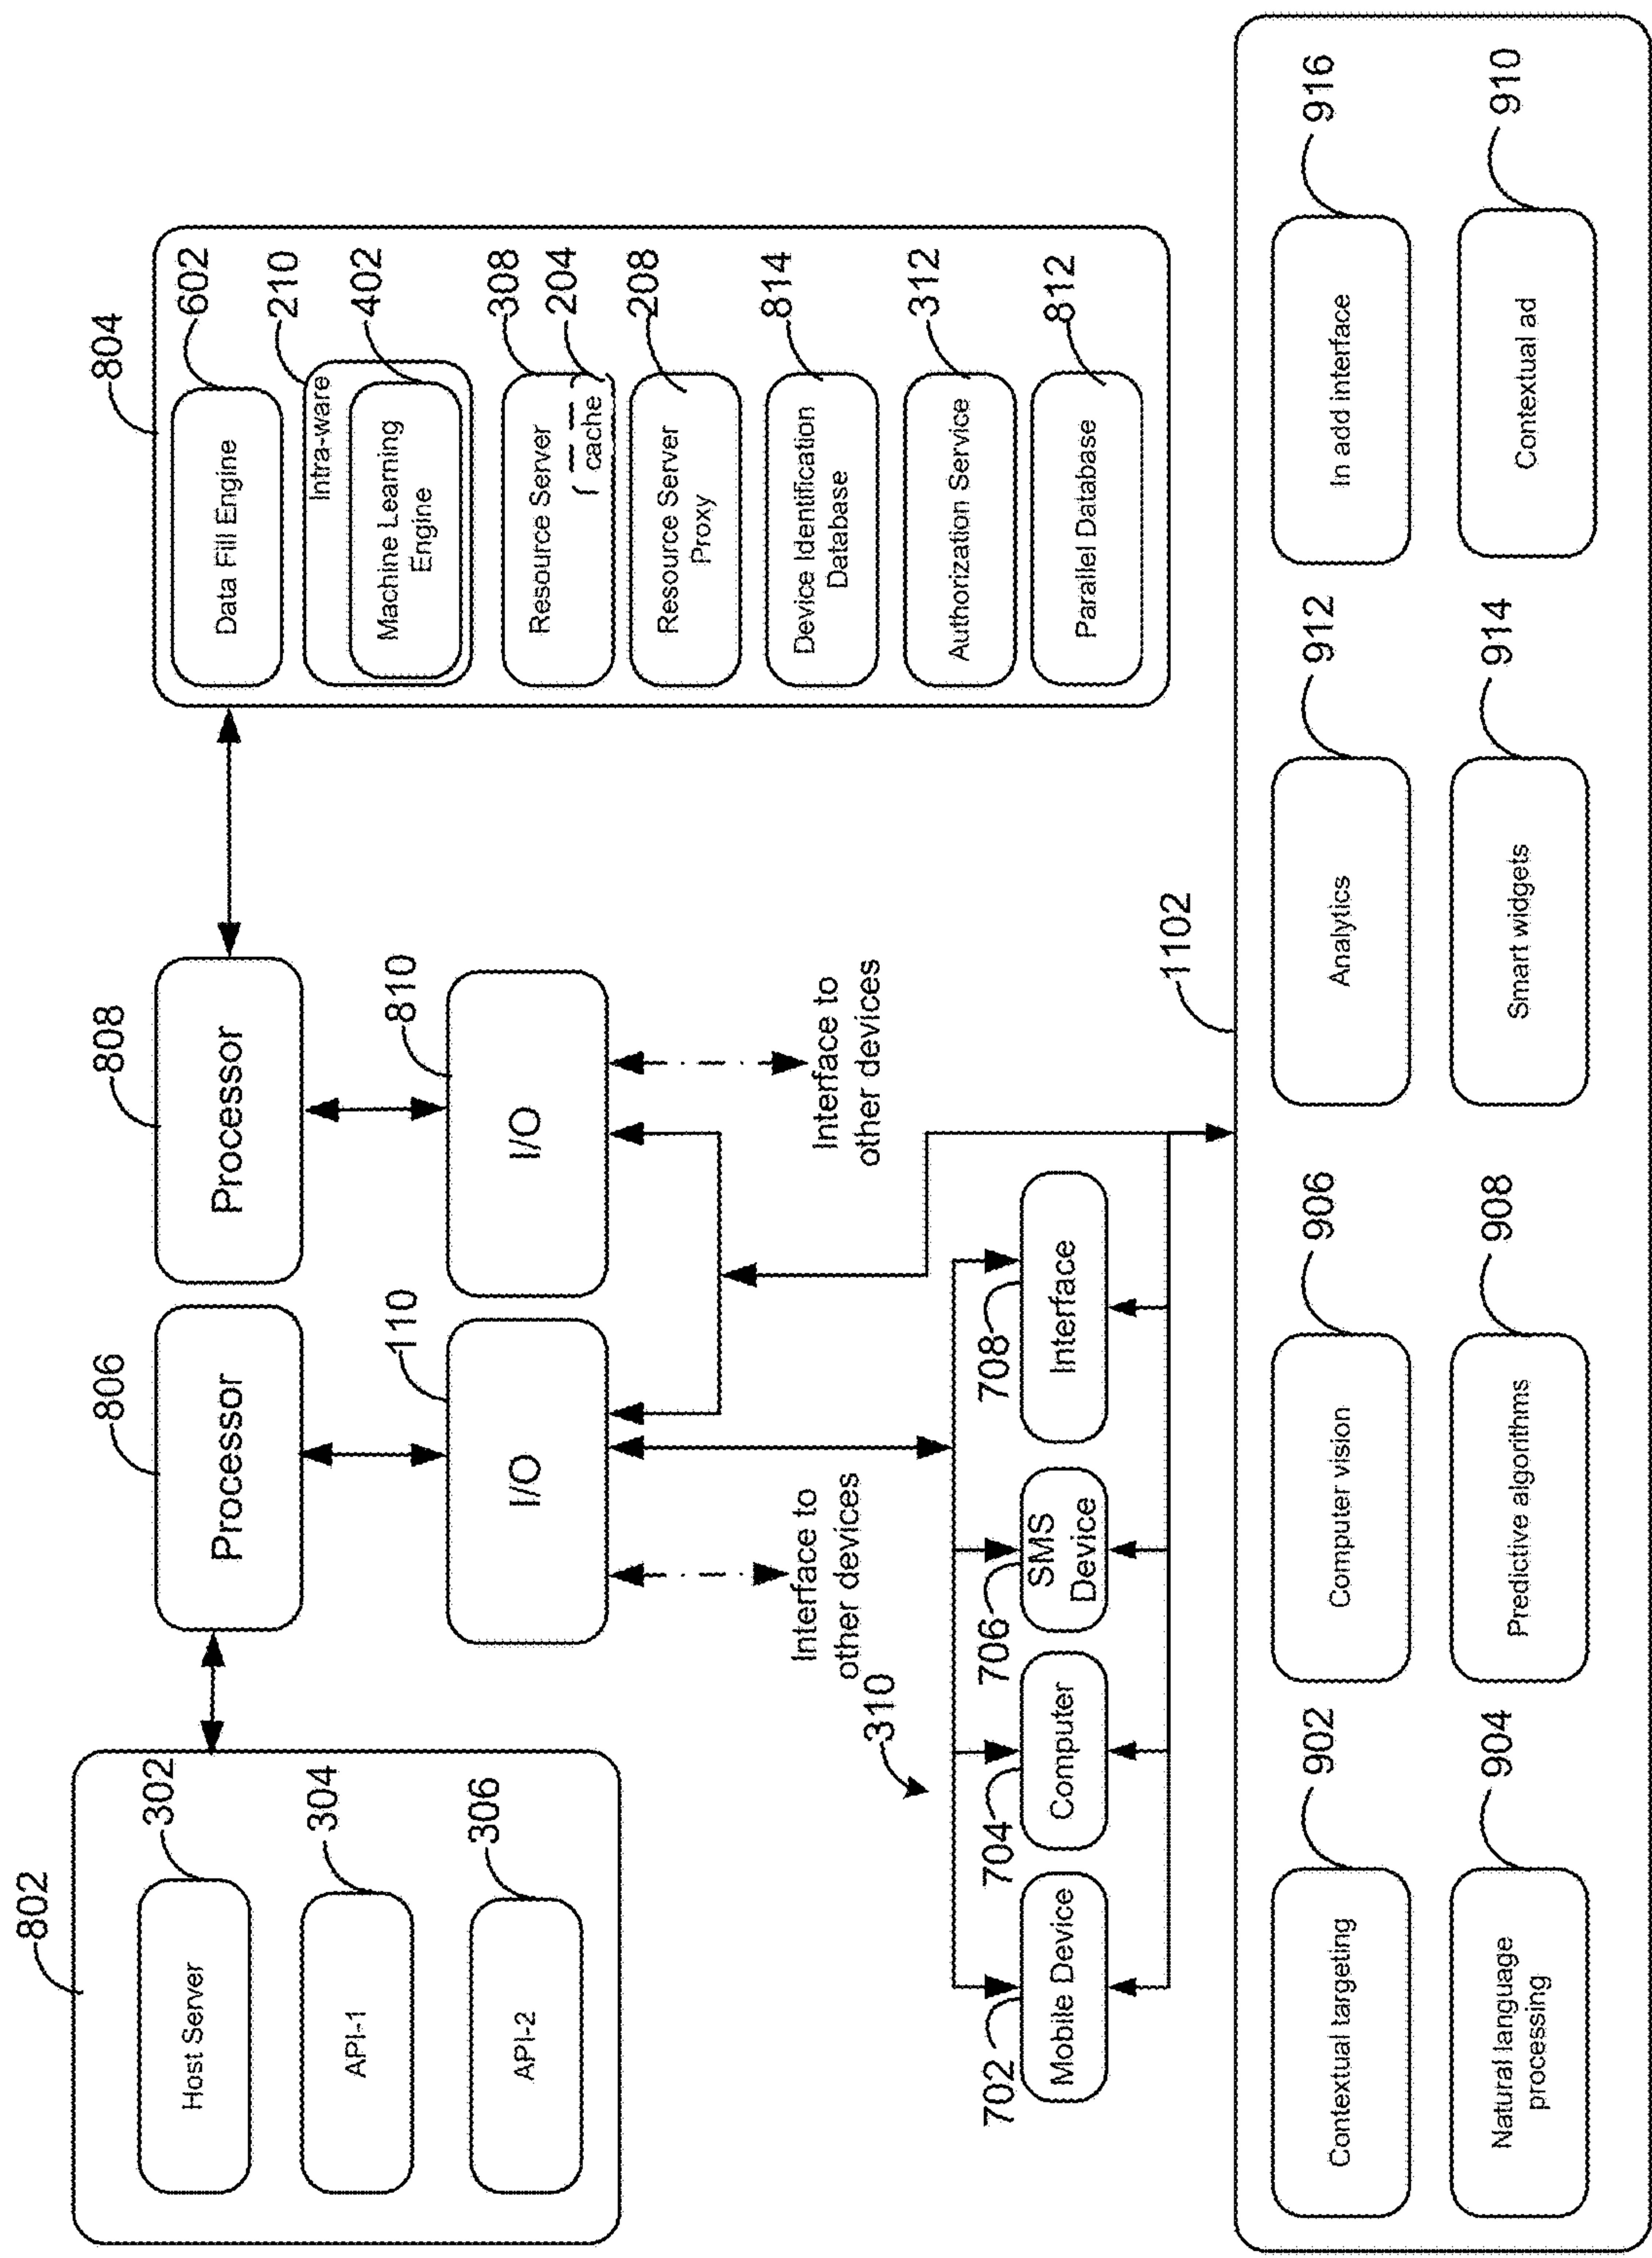 802
Host Server
302
API-1
304
API-2
306
806
Processor
808
Processor
110
I/O
810
I/O
Interface to
other devices
Interface to
other devices
804
Data Fill Engine
602
Intra-ware
210
Machine Learning
Engine
402
Resource Server
308
cache
204
Resource Server
Proxy
208
Device Identification
Database
814
Authorization Service
312
Parallel Database
812
310
702
Mobile Device
704
Computer
706
SMS
Device
708
Interface
1102
Contextual targeting
902
Computer vision
906
Analytics
912
In add interface
916
Natural language
processing
904
Predictive algorithms
908
Smart widgets
914
Contextual ad
910